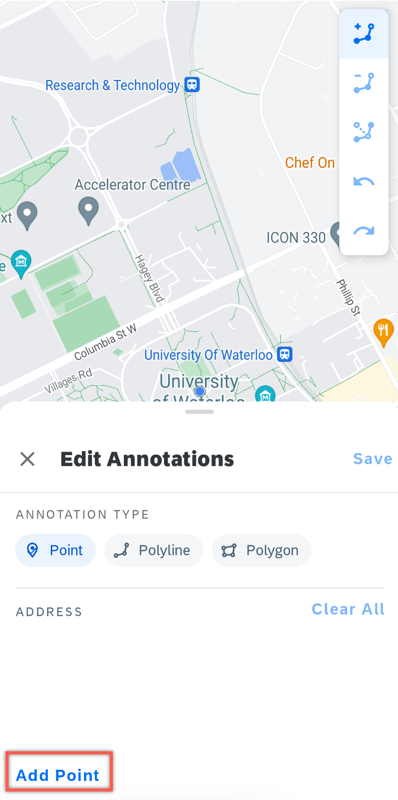 Research & Technology
Chef On
Accelerator Centre
xt
ICON 330
e
Hagey Blvd
Phillip St
Columbia St W
University Of Waterloo
Villages Rd
University
of Waterloo
Edit Annotations
Save
ANNOTATION TYPE
Point
Polyline
Polygon
ADDRESS
Clear All
Add Point